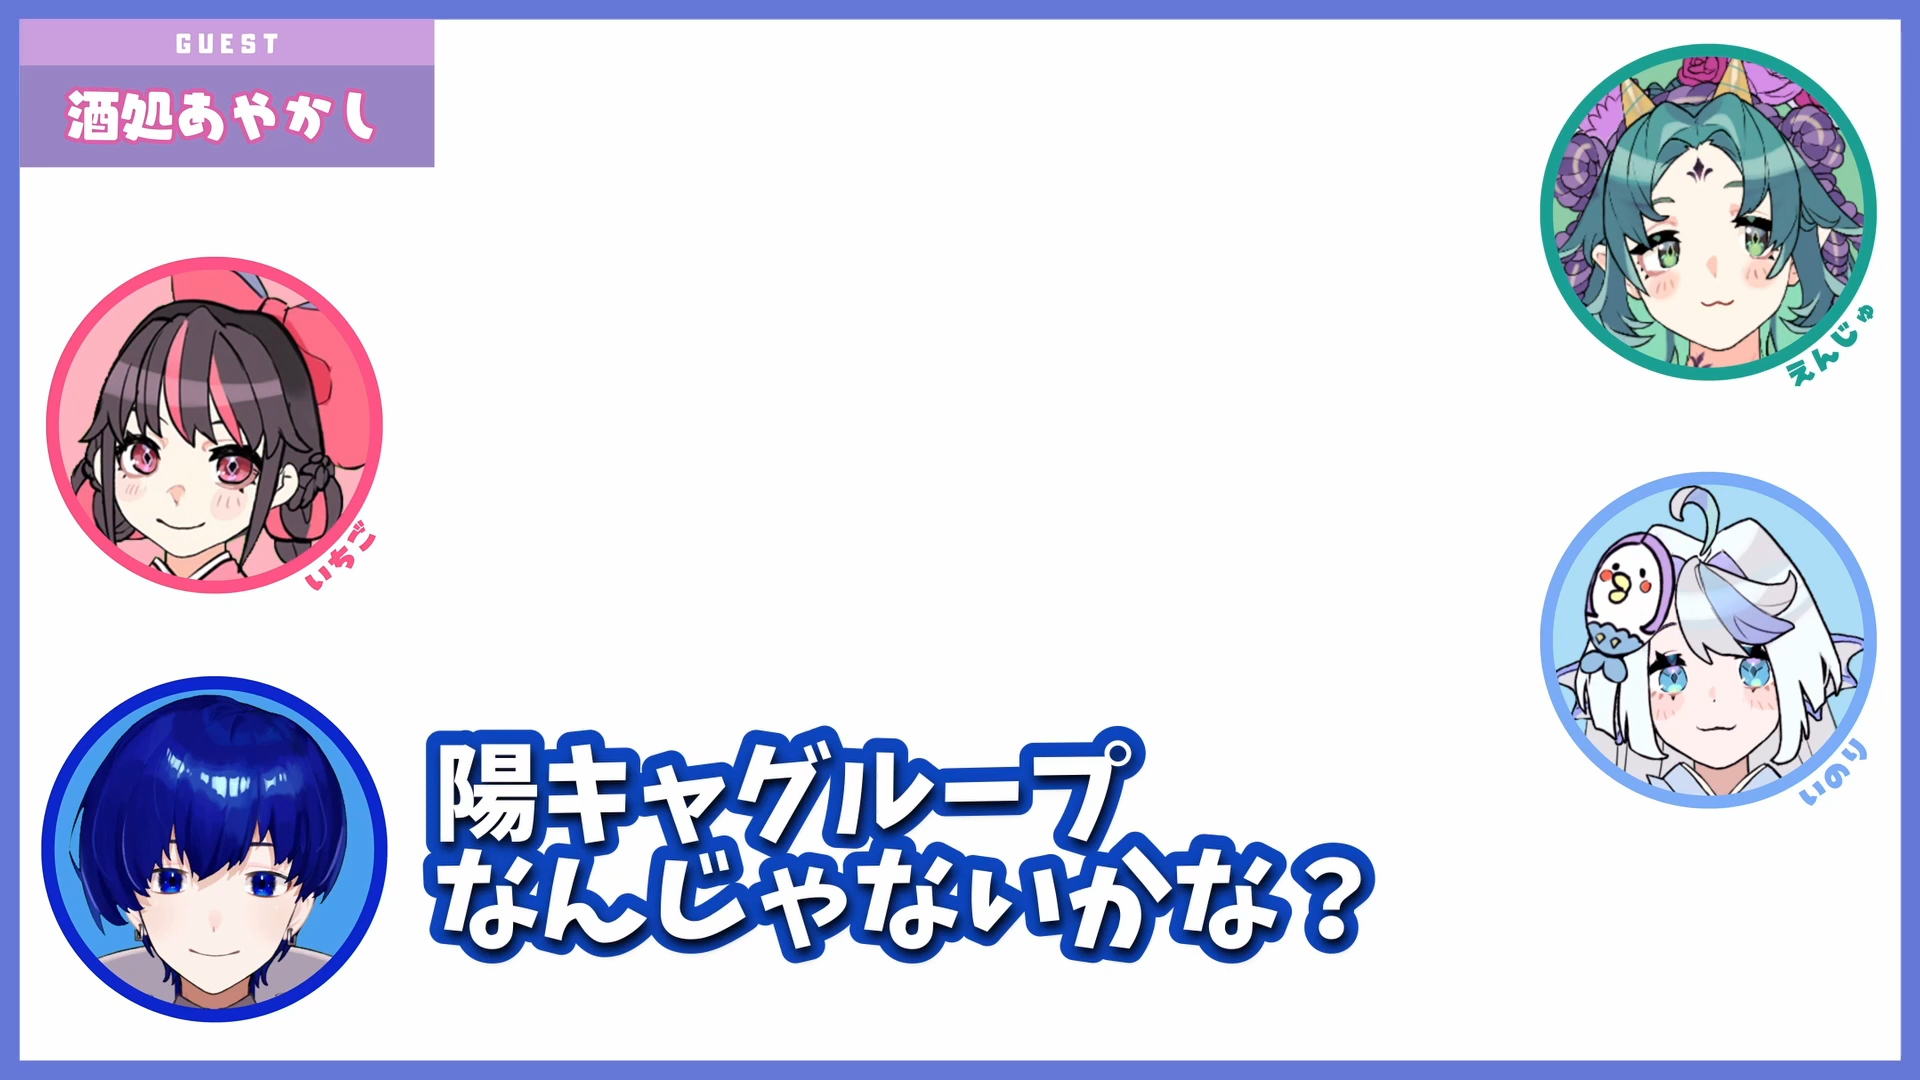 GUEST
酒処あやかし
えんじゅ
いちご
いのり
陽キャグループ
なんじゃないかな？